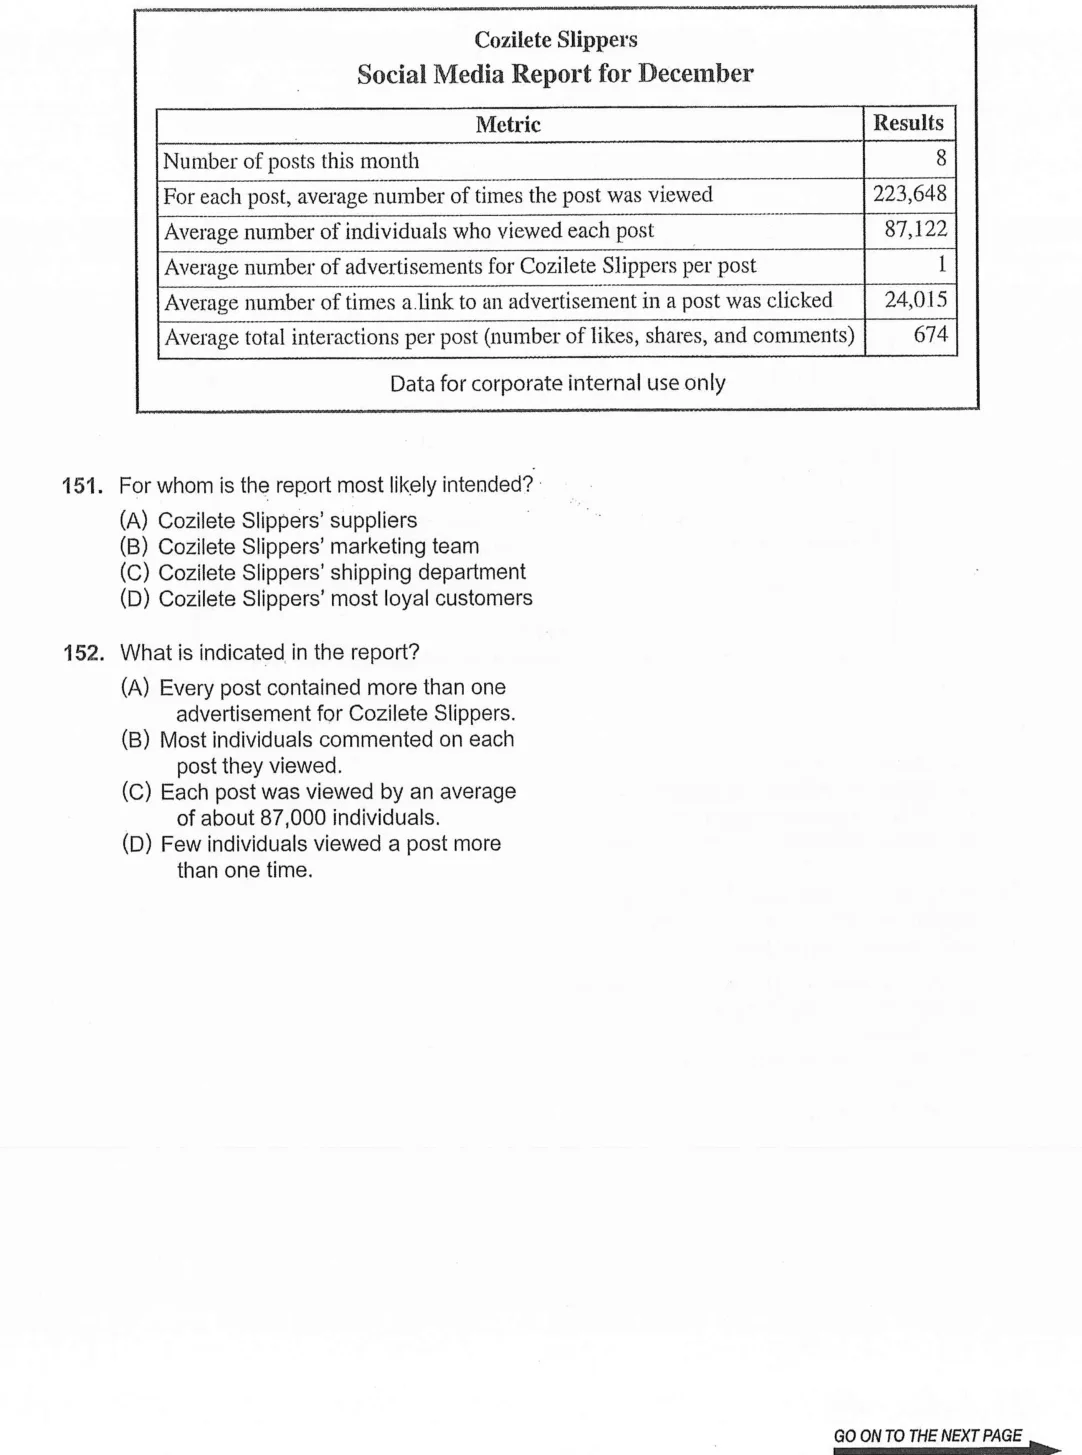 Cozilete Slippers
Social Media Report for December
Metric Results
Number of posts this month 8
For each post, average number of times the post was viewed 223,648
Average number of individuals who viewed each post 87,122
Average number of advertisements for Cozilete Slippers per post 1
Average number of times a link to an advertisement in a post was clicked 24,015
Average total interactions per post (number of likes, shares, and comments) 674
Data for corporate internal use only
151. For whom is the report most likely intended?
(A) Cozilete Slippers' suppliers
(B) Cozilete Slippers' marketing team
(C) Cozilete Slippers' shipping department
(D) Cozilete Slippers' most loyal customers
152. What is indicated in the report?
(A) Every post contained more than one
advertisement for Cozilete Slippers.
(B) Most individuals commented on each
post they viewed.
(C) Each post was viewed by an average
of about 87,000 individuals.
(D) Few individuals viewed a post more
than one time.
GO ON TO THE NEXT PAGE